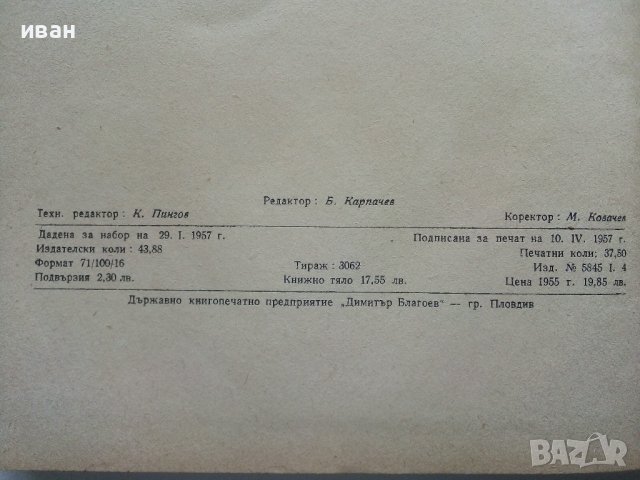 иван
Редактор: Б. Карпачев
Техн. редактор: К. Пингов Коректор: М. Ковачев
Дадена за набор на 29. I. 1957 г. Подписана за печат на 10. IV. 1957 г.
Издателски коли: 43,88 Печатни коли: 37,50
Формат 71/100/16 Тираж: 3062 Изд. № 5845 I. 4
Подвързия 2,30 лв. Книжно тяло 17,55 лв. Цена 1955 г. 19,85 лв.
Държавно книгопечатно предприятие „Димитър Благоев“ — гр. Пловдив
BAZAR